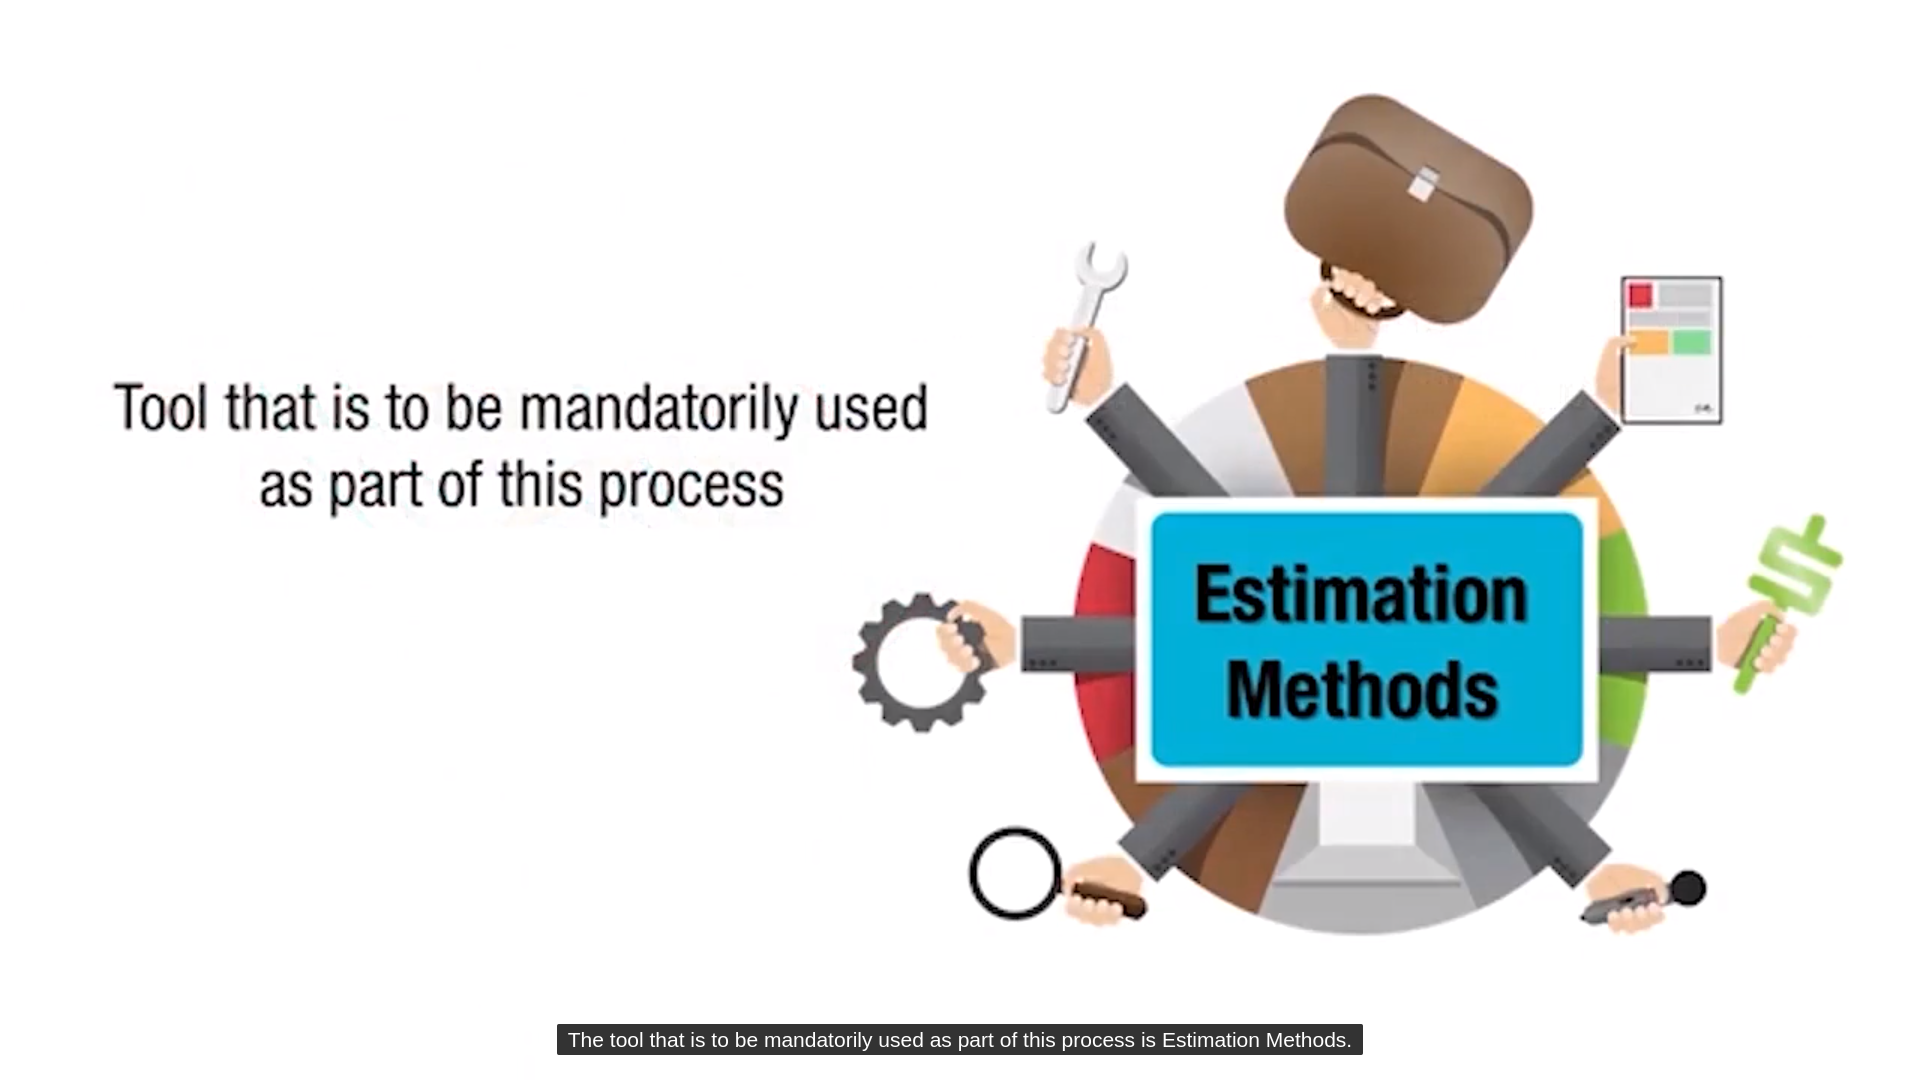 Tool that is to be mandatorily used
as part of this process
Estimation
Methods
The tool that is to be mandatorily used as part of this process is Estimation Methods.